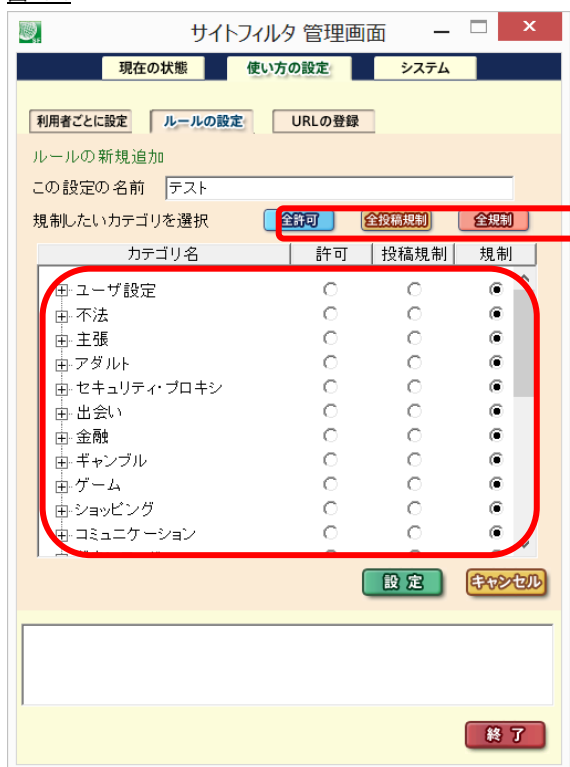 サイトフィルタ 管理画面
現在の状態 使い方の設定 システム
利用者ごとに設定 ルールの設定 URLの登録
ルールの新規追加
この設定の名前 テスト
規制したいカテゴリを選択 全許可 全投稿規制 全規制
カテゴリ名 許可 投稿規制 規制
ユーザ設定
不法
主張
アダルト
セキュリティ・プロキシ
出会い
金融
ギャンブル
ゲーム
ショッピング
コミュニケーション
設定 キャンセル
終了